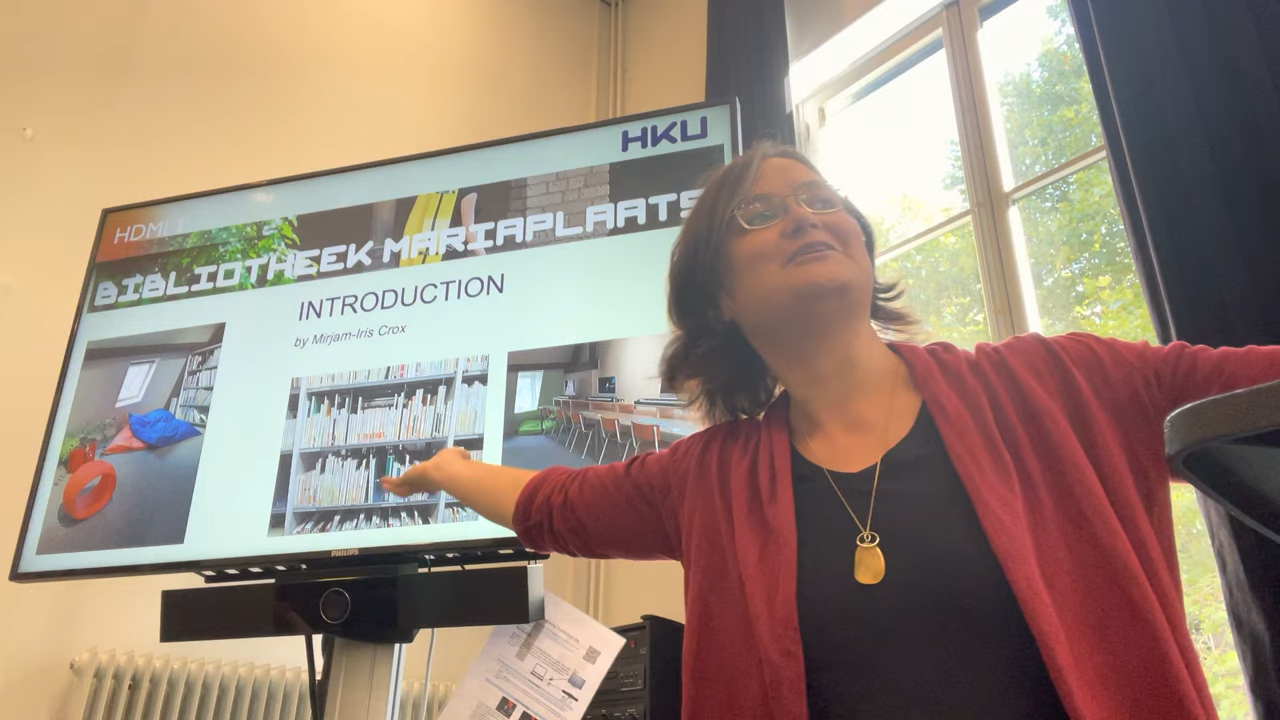 HKU
HDMI 1
BIBLIOTHEEK MARIAPLAATS
INTRODUCTION
by Mirjam-Iris Crox
PHILIPS